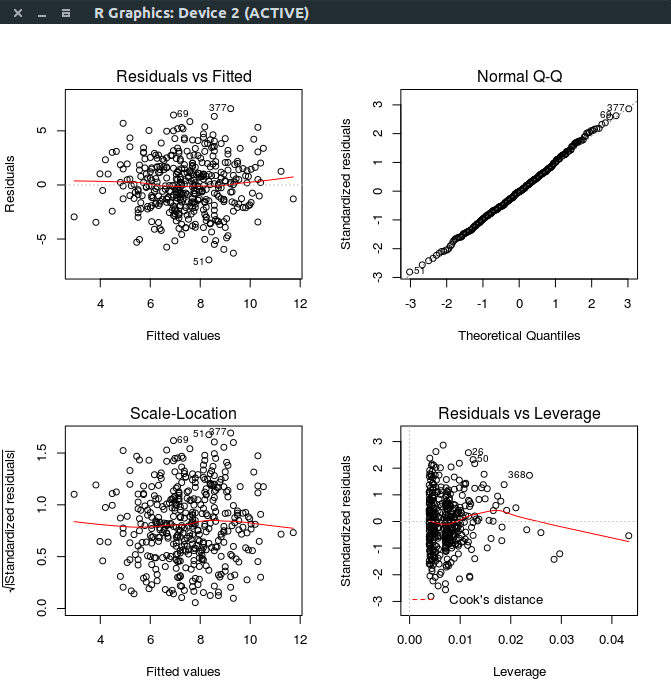 R Graphics: Device 2 (ACTIVE)
Residuals vs Fitted
Residuals
5
0
-5
69
377
51
4 6 8 10 12
Fitted values
Normal Q-Q
Standardized residuals
3
2
1
0
-1
-2
-3
377
69
51
-3 -2 -1 0 1 2 3
Theoretical Quantiles
Scale-Location
√|Standardized residuals|
1.5
1.0
0.5
0.0
69
51
377
4 6 8 10 12
Fitted values
Residuals vs Leverage
Standardized residuals
3
2
1
0
-1
-2
-3
26
50
368
Cook's distance
0.00 0.01 0.02 0.03 0.04
Leverage